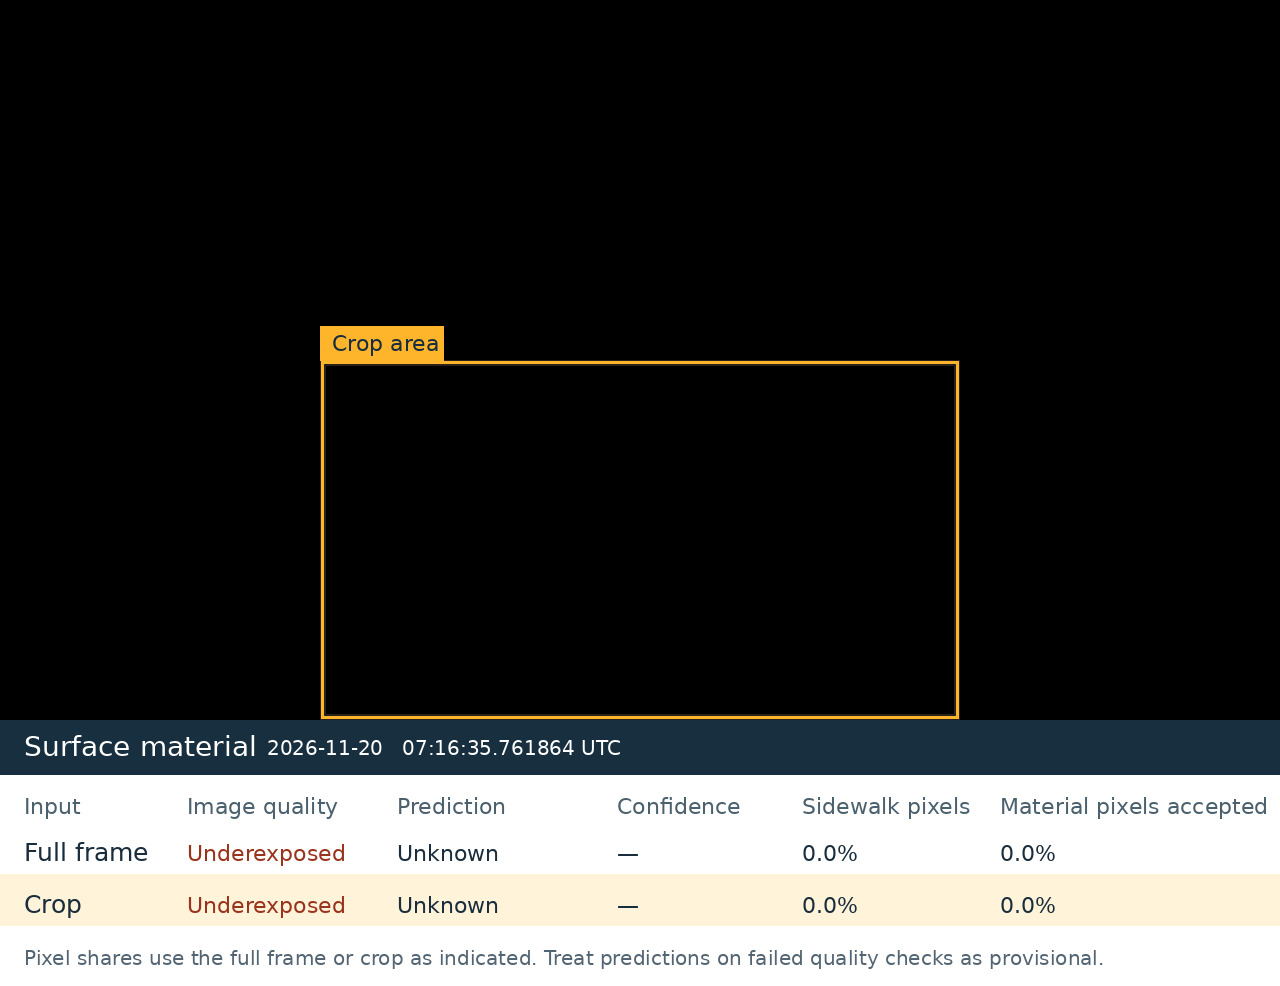 Crop area
Surface material 2026-11-20 07:16:35.761864 UTC
Input Image quality Prediction Confidence Sidewalk pixels Material pixels accepted
Full frame Underexposed Unknown — 0.0% 0.0%
Crop Underexposed Unknown — 0.0% 0.0%
Pixel shares use the full frame or crop as indicated. Treat predictions on failed quality checks as provisional.